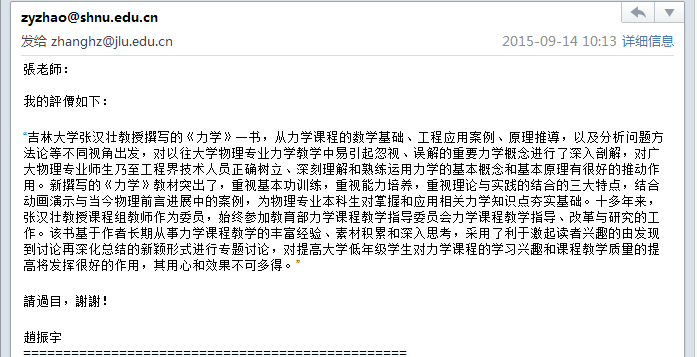 zyzhao@shnu.edu.cn
发给 zhanghz@jlu.edu.cn
2015-09-14 10:13 详细信息
張老師：
我的評價如下：
“吉林大学张汉壮教授撰写的《力学》一书，从力学课程的数学基础、工程应用案例、原理推導，以及分析问题方
法论等不同视角出发，对以往大学物理专业力学教学中易引起忽视、误解的重要力学概念进行了深入剖解，对广
大物理专业师生乃至工程界技术人员正确树立、深刻理解和熟练运用力学的基本概念和基本原理有很好的推动作
用。新撰写的《力学》教材突出了，重视基本功训练，重视能力培养，重视理论与实践的结合的三大特点，结合
动画演示与当今物理前言进展中的案例，为物理专业本科生对掌握和应用相关力学知识点夯实基础。十多年来，
张汉壮教授课程组教师作为委员，始终参加教育部力学课程教学指导委员会力学课程教学指导、改革与研究的工
作。该书基于作者长期从事力学课程教学的丰富经验、素材积累和深入思考，采用了利于激起读者兴趣的由发现
到讨论再深化总结的新颖形式进行专题讨论，对提高大学低年级学生对力学课程的学习兴趣和课程教学质量的提
高将发挥很好的作用，其用心和效果不可多得。”
請過目，謝謝！
趙振宇
================================================